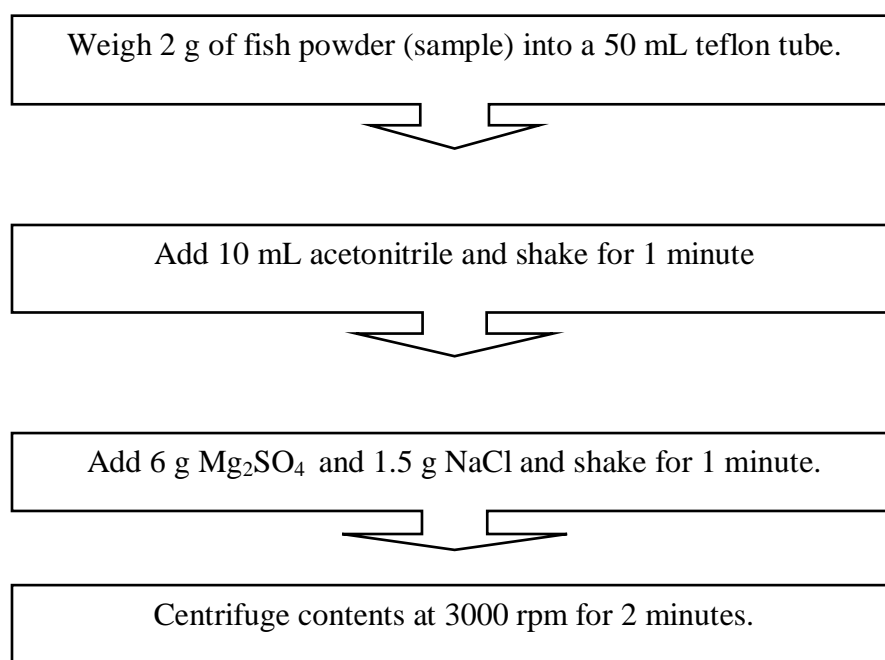 Weigh 2 g of fish powder (sample) into a 50 mL teflon tube.
Add 10 mL acetonitrile and shake for 1 minute
Add 6 g Mg₂SO₄ and 1.5 g NaCl and shake for 1 minute.
Centrifuge contents at 3000 rpm for 2 minutes.